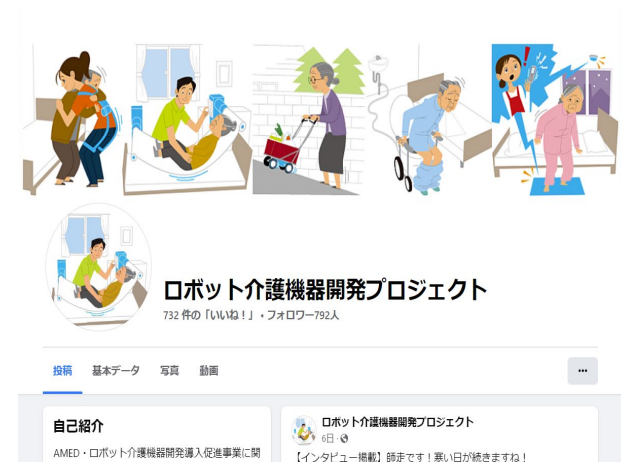 ロボット介護機器開発プロジェクト
732 件の「いいね！」・フォロワー792人
投稿
基本データ
写真
動画
自己紹介
AMED・ロボット介護機器開発導入促進事業に関
ロボット介護機器開発プロジェクト
6日
【インタビュー掲載】師走です！寒い日が続きますね！